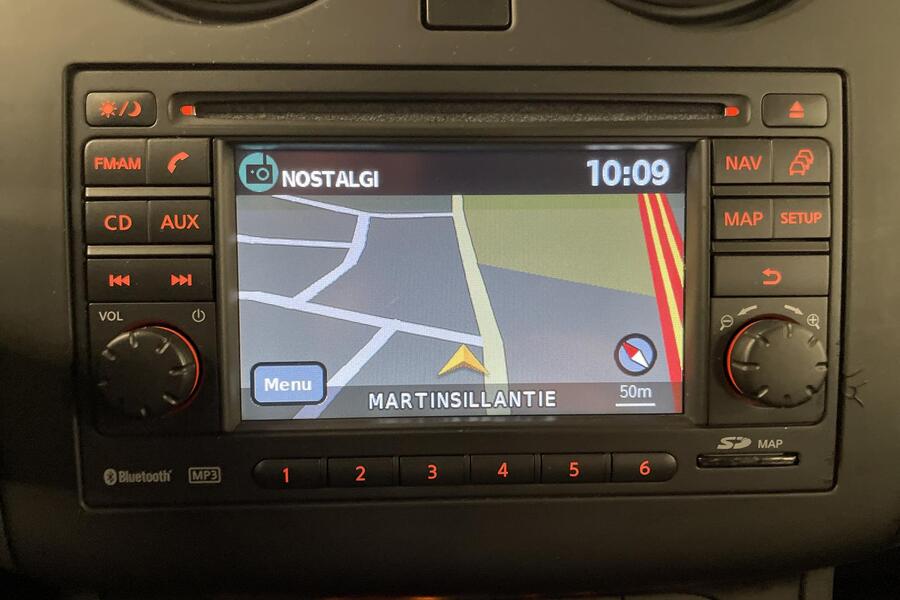 FM·AM
CD AUX
VOL
NOSTALGI 10:09
Menu
MARTINSILLANTIE
50m
NAV
MAP SETUP
SD MAP
Bluetooth MP3
1 2 3 4 5 6